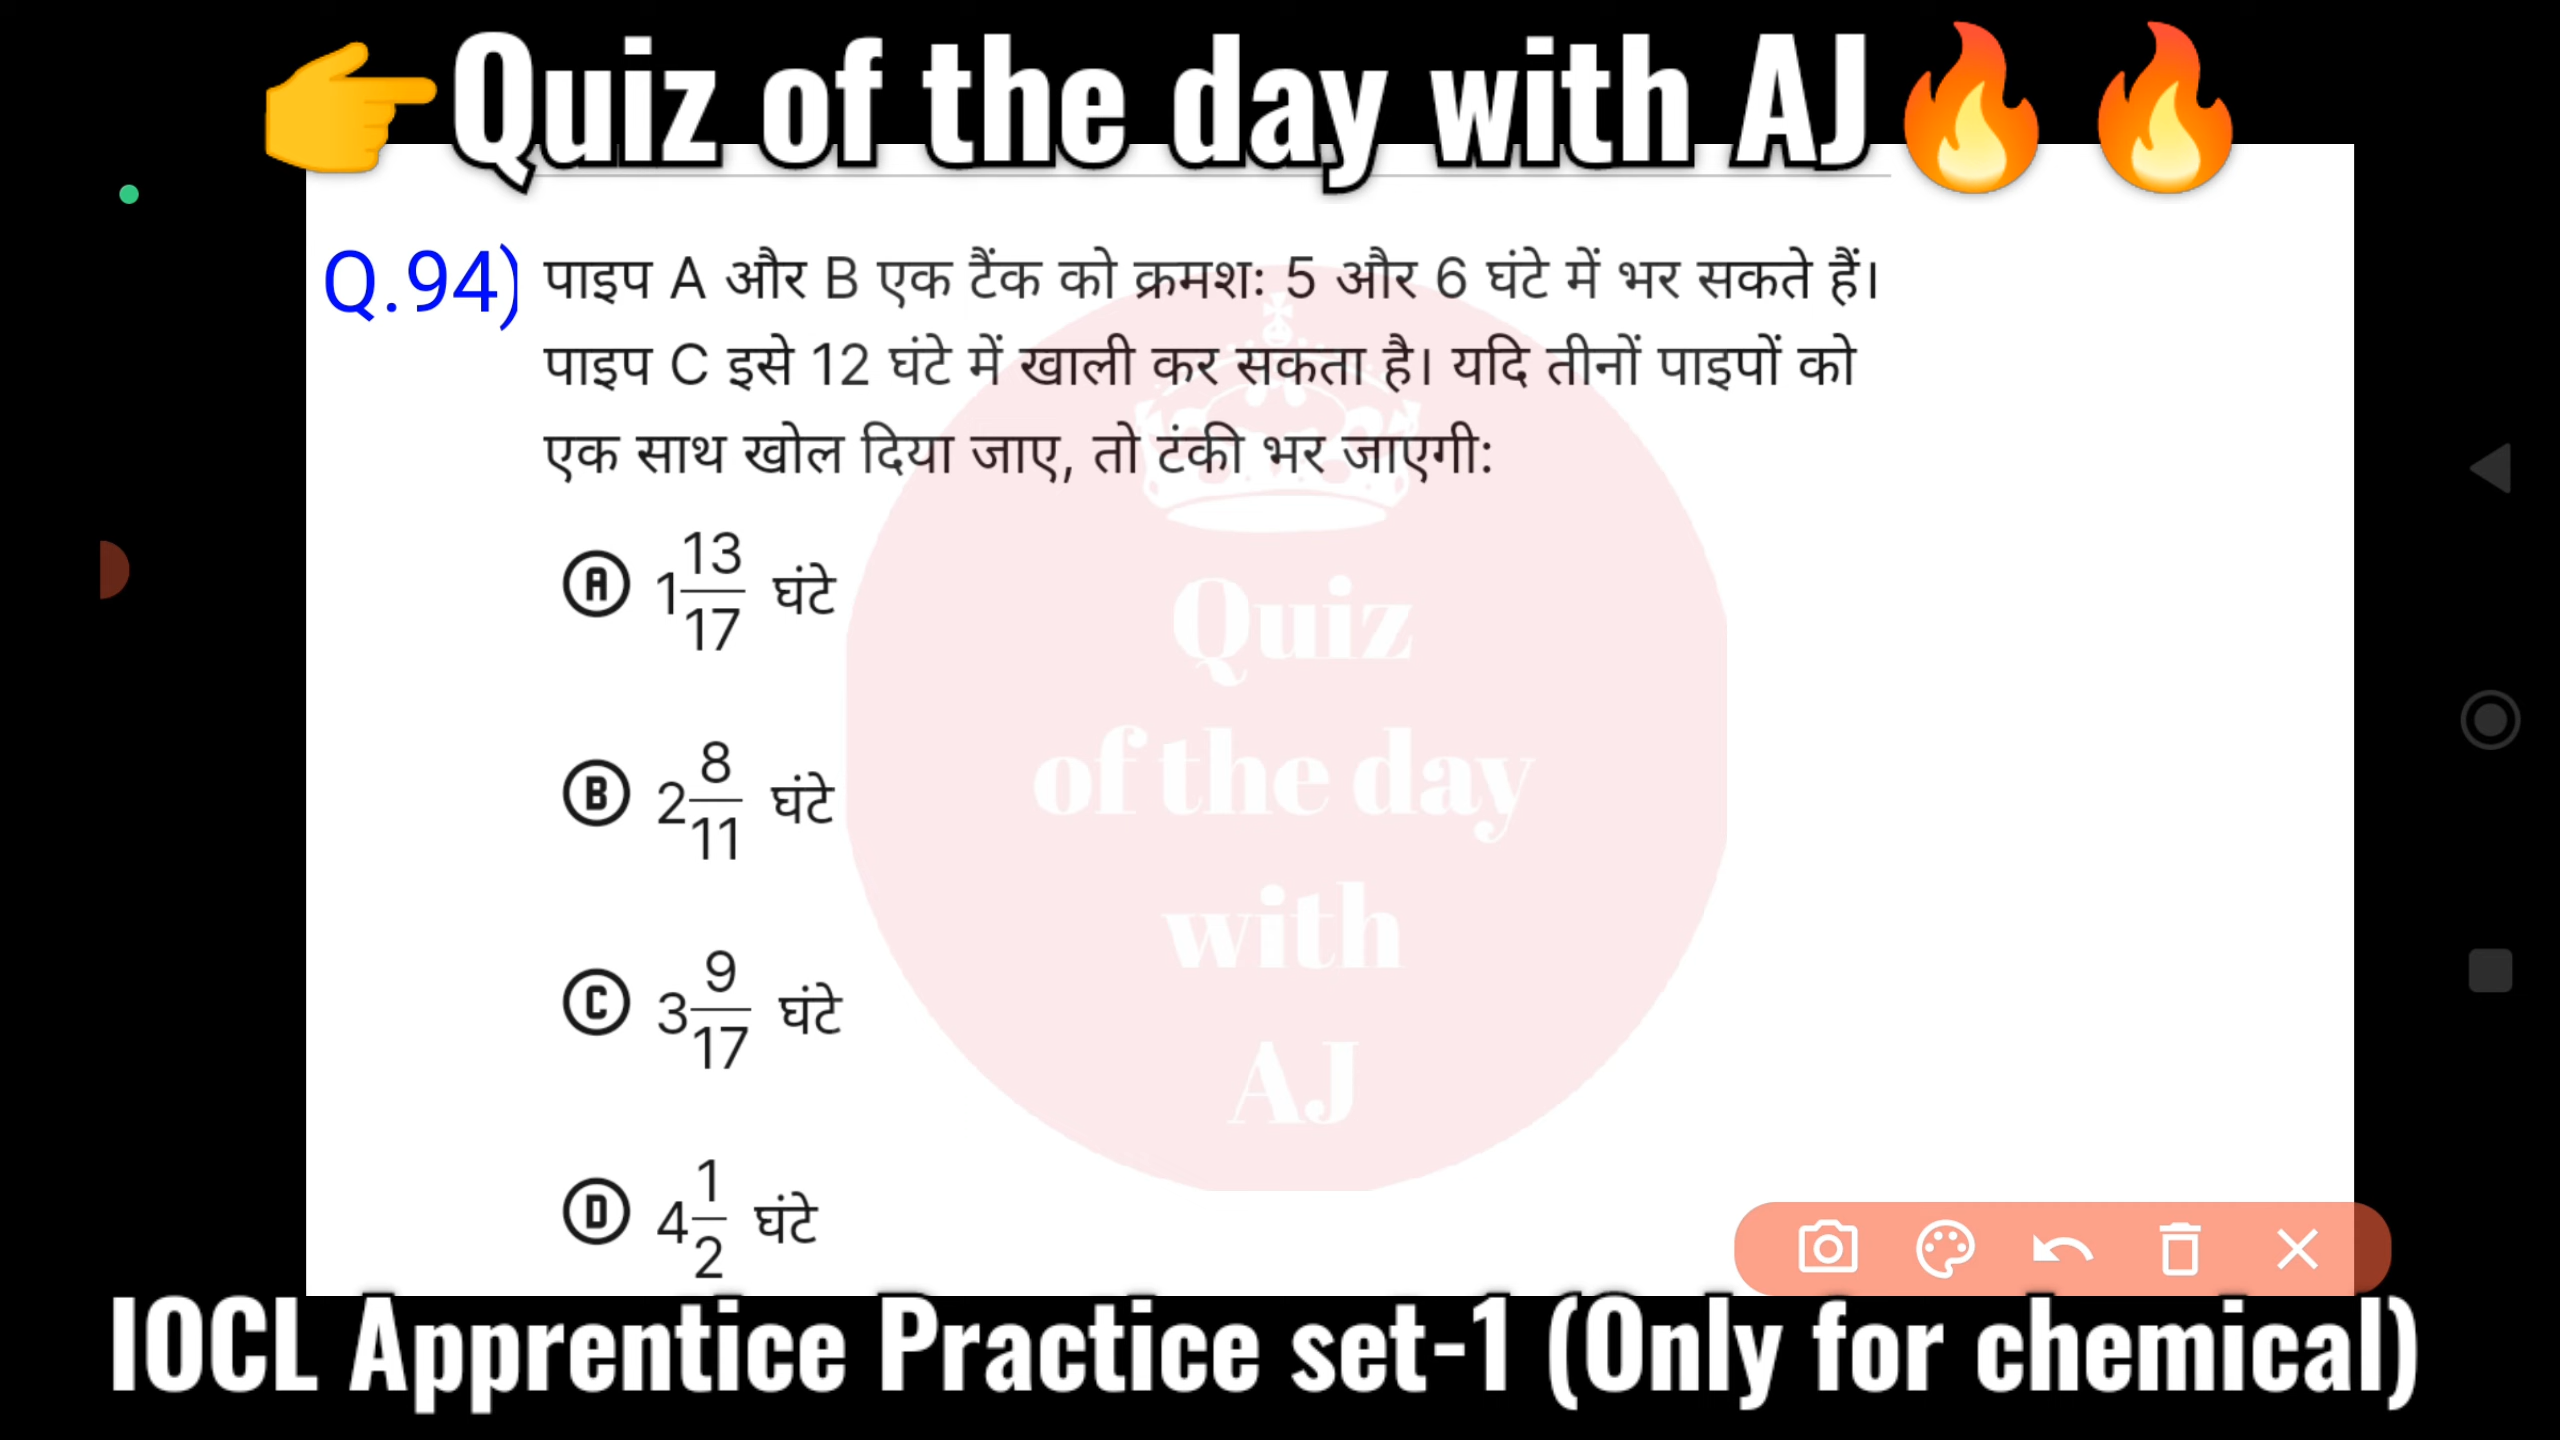 👉Quiz of the day with AJ🔥🔥
Q.94) पाइप A और B एक टैंक को क्रमश: 5 और 6 घंटे में भर सकते हैं।
पाइप C इसे 12 घंटे में खाली कर सकता है। यदि तीनों पाइपों को
एक साथ खोल दिया जाए, तो टंकी भर जाएगी:
Ⓐ 1 13/17 घंटे
Ⓑ 2 8/11 घंटे
Ⓒ 3 9/17 घंटे
Ⓓ 4 1/2 घंटे
Quiz
of the day
with
AJ
IOCL Apprentice Practice set-1 (Only for chemical)